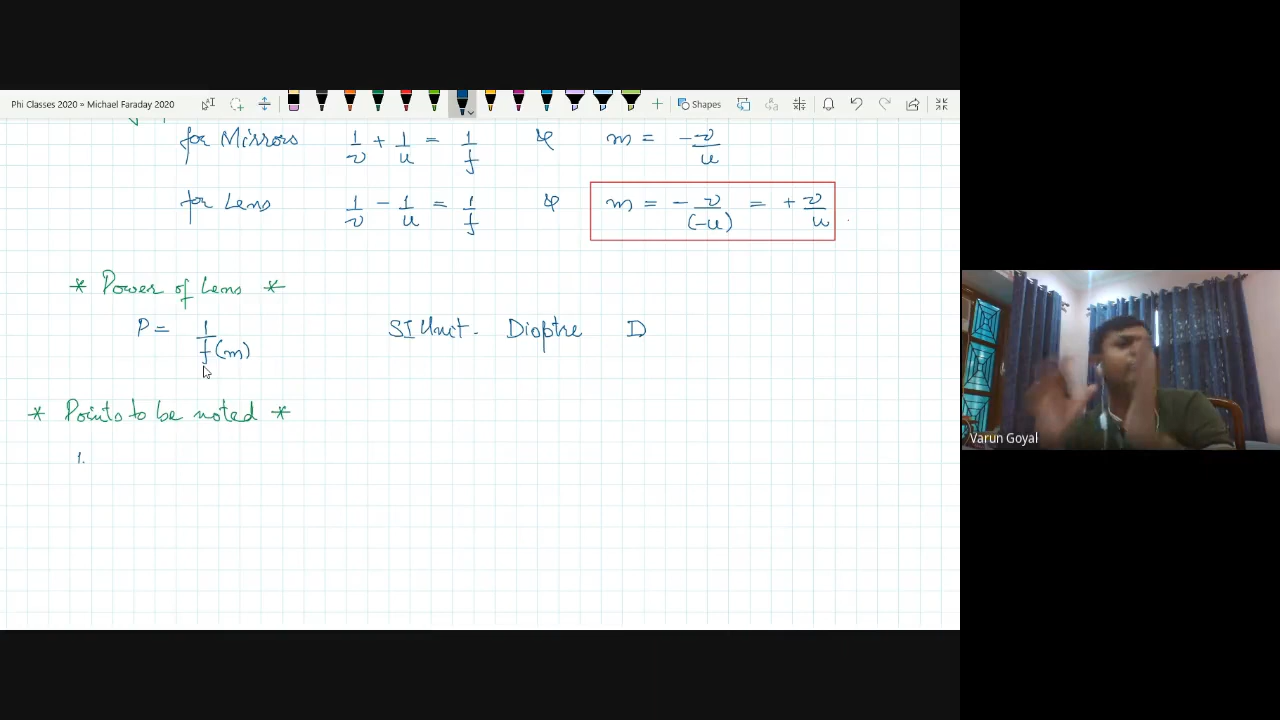 Phi Classes 2020 » Michael Faraday 2020
Shapes
for Mirrors 1/v + 1/u = 1/f & m = -v/u
for Lens 1/v - 1/u = 1/f & m = - v/(-u) = + v/u
* Power of Lens *
P = 1/f(m) SI Unit. Dioptre D
* Points to be noted *
1.
Varun Goyal